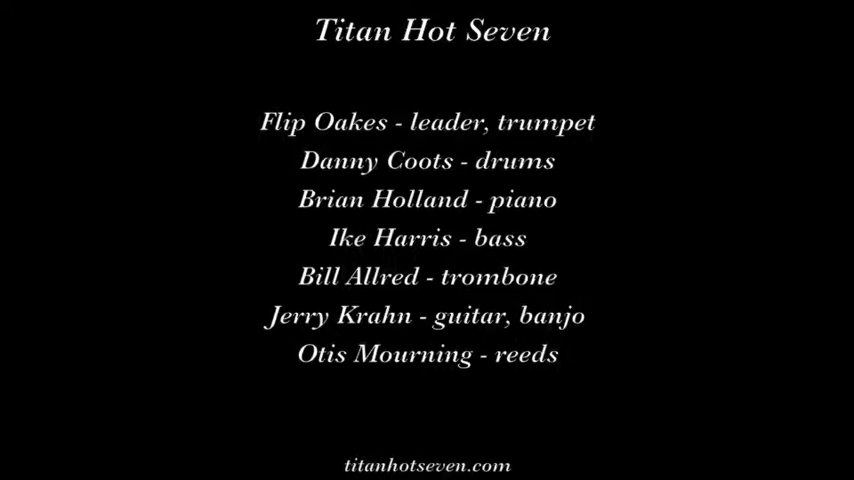 Titan Hot Seven
Flip Oakes - leader, trumpet
Danny Coots - drums
Brian Holland - piano
Ike Harris - bass
Bill Allred - trombone
Jerry Krahn - guitar, banjo
Otis Mourning - reeds
titanhotseven.com